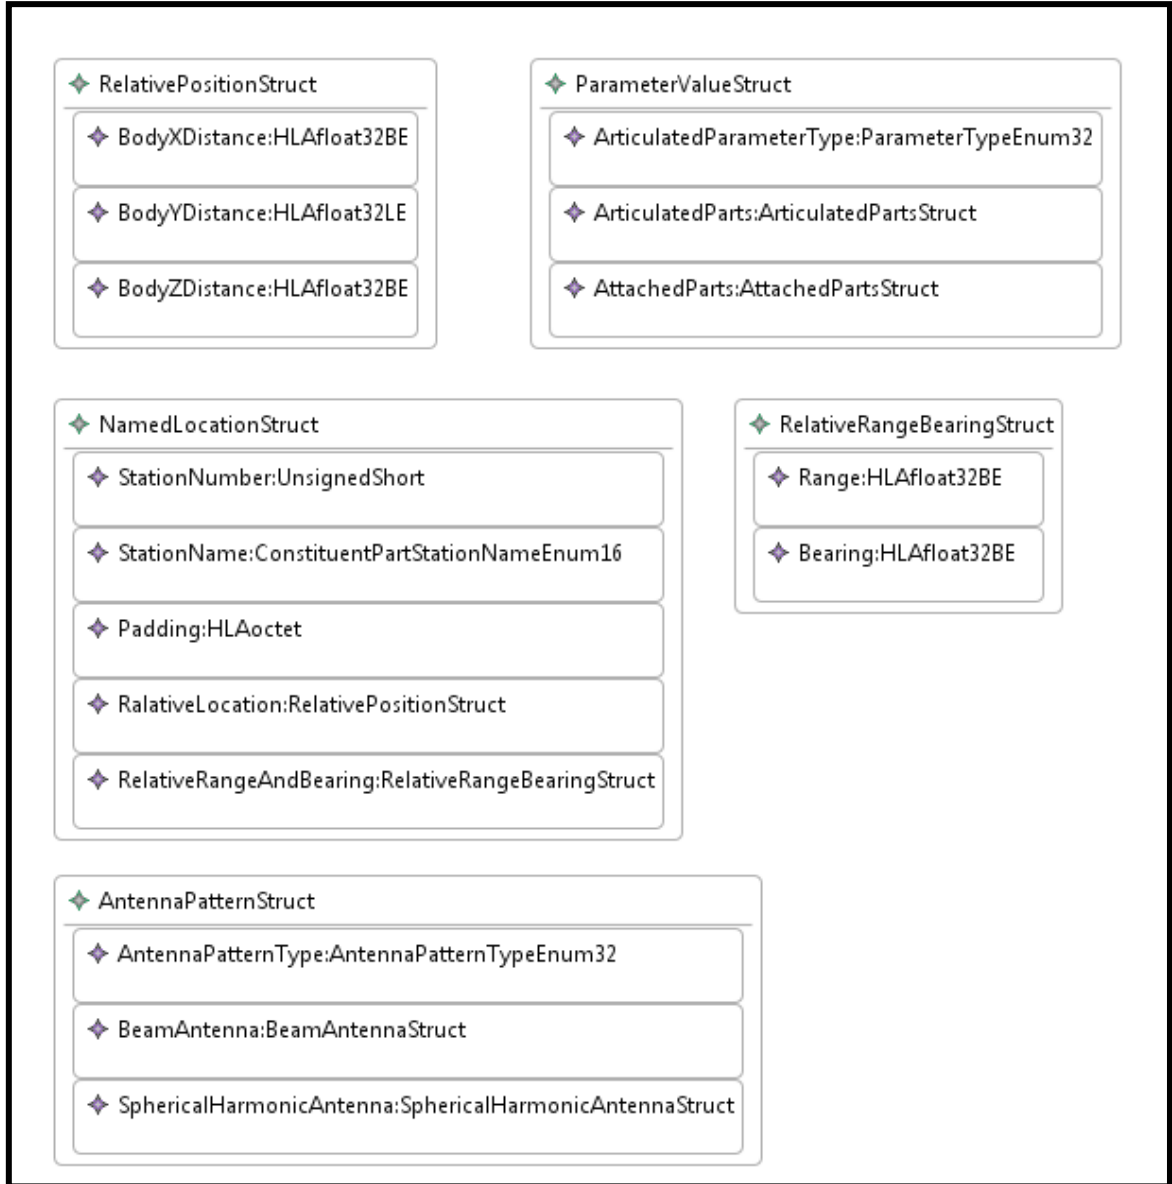 RelativePositionStruct
BodyXDistance:HLAfloat32BE
BodyYDistance:HLAfloat32LE
BodyZDistance:HLAfloat32BE
ParameterValueStruct
ArticulatedParameterType:ParameterTypeEnum32
ArticulatedParts:ArticulatedPartsStruct
AttachedParts:AttachedPartsStruct
NamedLocationStruct
StationNumber:UnsignedShort
StationName:ConstituentPartStationNameEnum16
Padding:HLAoctet
RalativeLocation:RelativePositionStruct
RelativeRangeAndBearing:RelativeRangeBearingStruct
RelativeRangeBearingStruct
Range:HLAfloat32BE
Bearing:HLAfloat32BE
AntennaPatternStruct
AntennaPatternType:AntennaPatternTypeEnum32
BeamAntenna:BeamAntennaStruct
SphericalHarmonicAntenna:SphericalHarmonicAntennaStruct